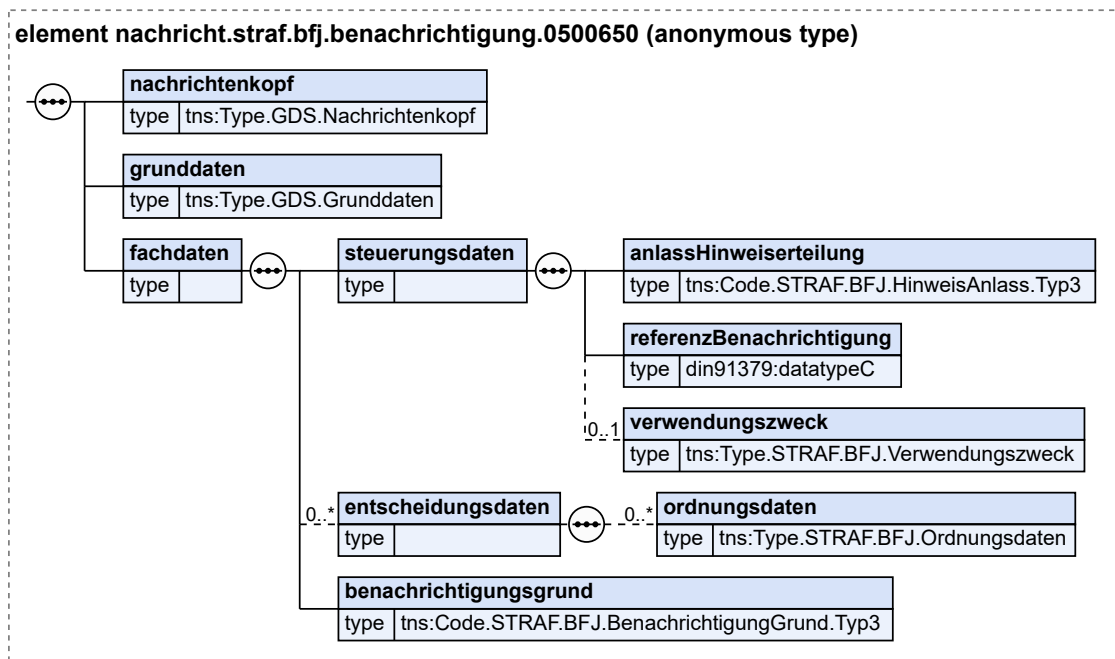 element nachricht.straf.bfj.benachrichtigung.0500650 (anonymous type)
nachrichtenkopf
type tns:Type.GDS.Nachrichtenkopf
grunddaten
type tns:Type.GDS.Grunddaten
fachdaten
type
steuerungsdaten
type
anlassHinweiserteilung
type tns:Code.STRAF.BFJ.HinweisAnlass.Typ3
referenzBenachrichtigung
type din91379:datatypeC
0..1
verwendungszweck
type tns:Type.STRAF.BFJ.Verwendungszweck
0..*
entscheidungsdaten
type
0..*
ordnungsdaten
type tns:Type.STRAF.BFJ.Ordnungsdaten
benachrichtigungsgrund
type tns:Code.STRAF.BFJ.BenachrichtigungGrund.Typ3